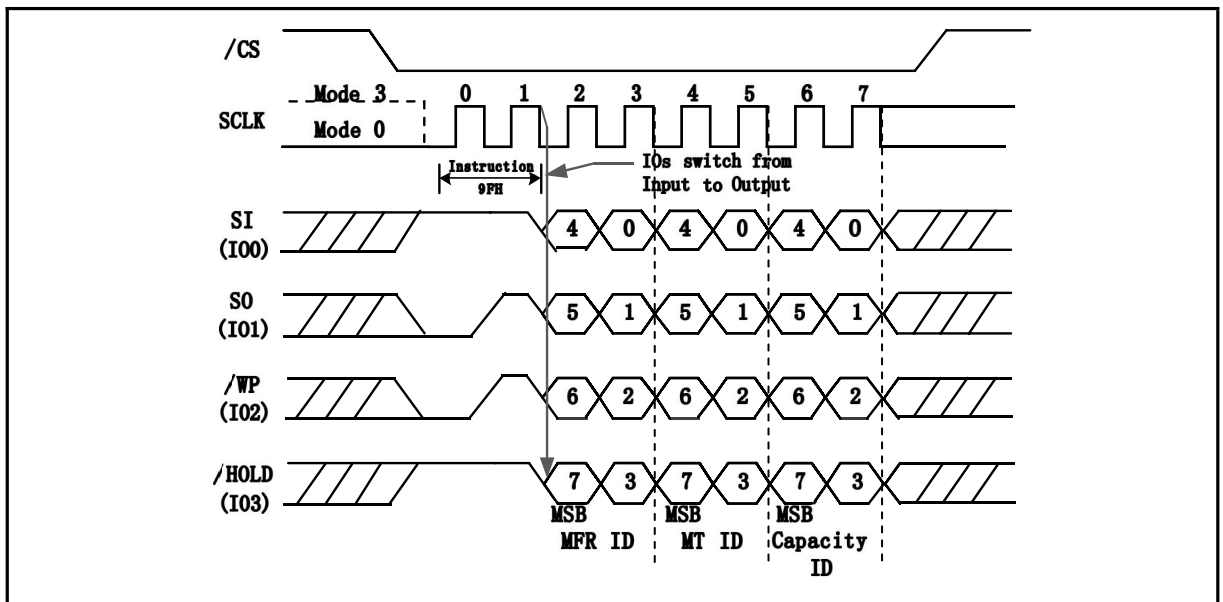 /CS
Mode 3 0 1 2 3 4 5 6 7
SCLK
Mode 0
Instruction
9FH
IOs switch from
Input to Output
SI
(IO0)
4 0 4 0 4 0
SO
(IO1)
5 1 5 1 5 1
/WP
(IO2)
6 2 6 2 6 2
/HOLD
(IO3)
7 3 7 3 7 3
MSB MSB MSB
MFR ID MT ID Capacity
ID